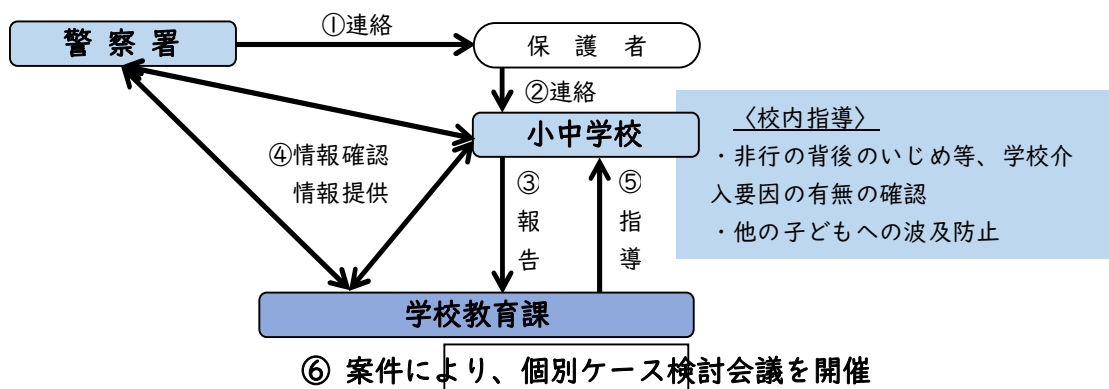 ①連絡
警 察 署
保 護 者
②連絡
小中学校
〈校内指導〉
・非行の背後のいじめ等、学校介
入要因の有無の確認
・他の子どもへの波及防止
④情報確認
情報提供
③
報
告
⑤
指
導
学校教育課
⑥ 案件により、個別ケース検討会議を開催